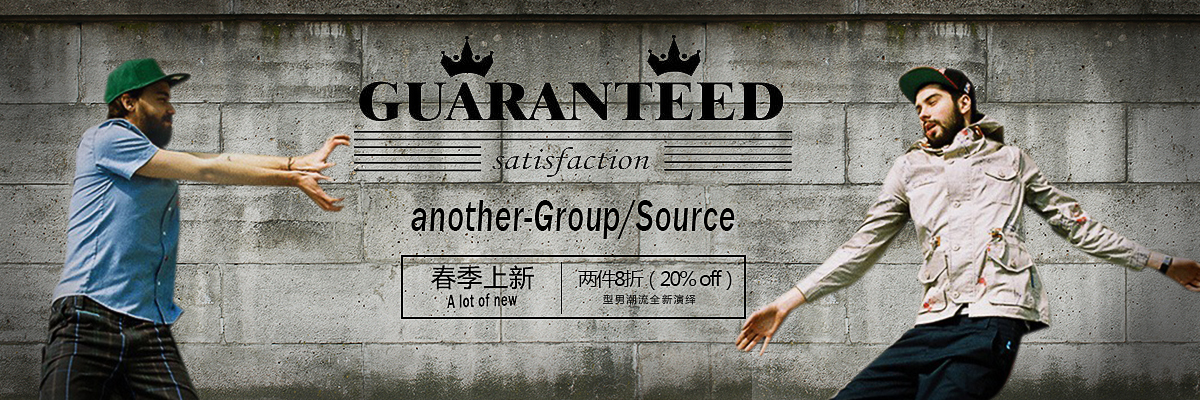 GUARANTEED
satisfaction
another-Group/Source
春季上新
A lot of new
两件8折（20% off）
型男潮流全新演绎